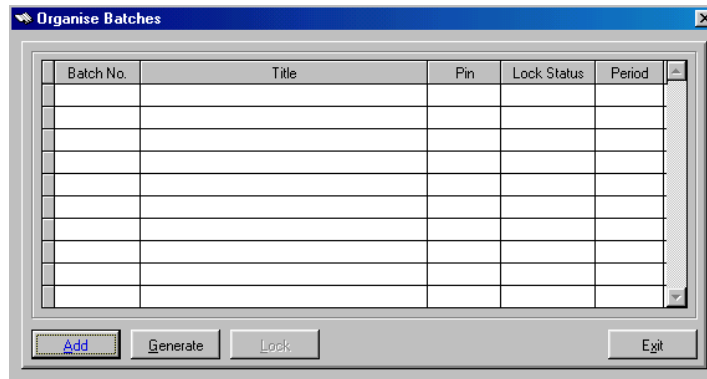 Organise Batches
Batch No. Title Pin Lock Status Period
Add Generate Lock Exit